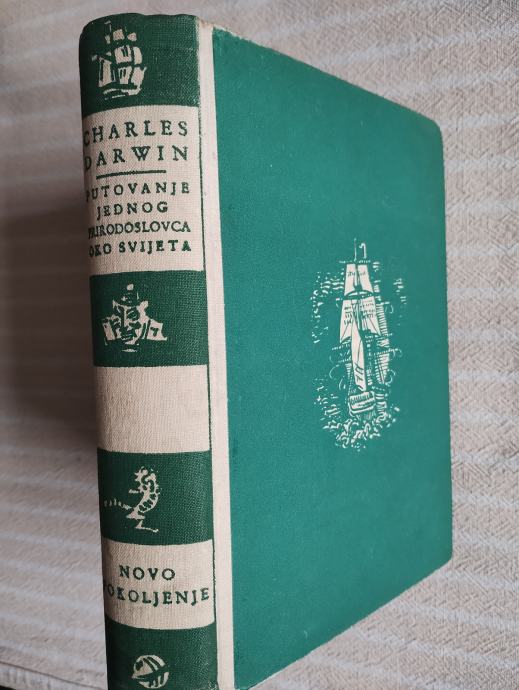 CHARLES
DARWIN
PUTOVANJE
JEDNOG
PRIRODOSLOVCA
OKO SVIJETA
NOVO
POKOLJENJE